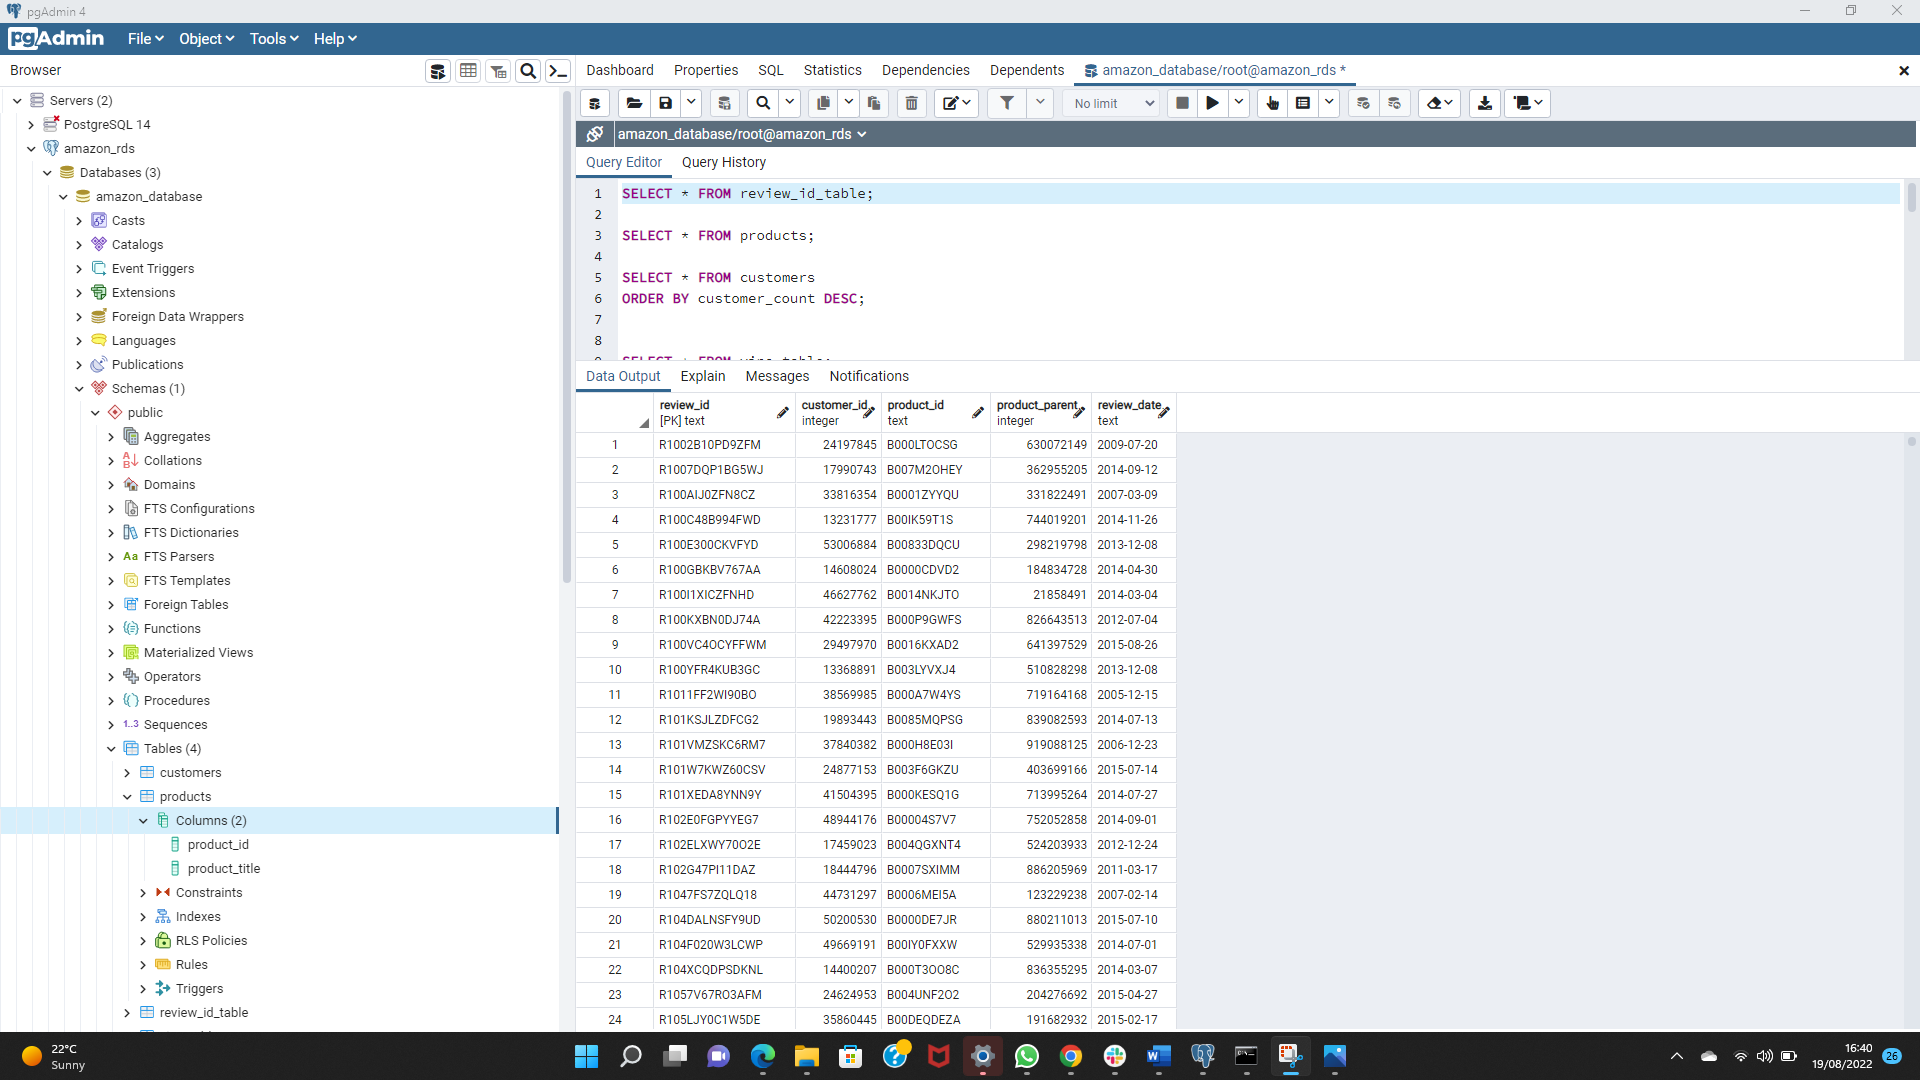 pgAdmin 4
pgAdmin File Object Tools Help
Browser
Dashboard Properties SQL Statistics Dependencies Dependents amazon_database/root@amazon_rds *
No limit
amazon_database/root@amazon_rds
Query Editor Query History
Servers (2)
PostgreSQL 14
amazon_rds
Databases (3)
amazon_database
Casts
Catalogs
Event Triggers
Extensions
Foreign Data Wrappers
Languages
Publications
Schemas (1)
public
Aggregates
Collations
Domains
FTS Configurations
FTS Dictionaries
Aa FTS Parsers
FTS Templates
Foreign Tables
Functions
Materialized Views
Operators
Procedures
1..3 Sequences
Tables (4)
customers
products
Columns (2)
product_id
product_title
Constraints
Indexes
RLS Policies
Rules
Triggers
review_id_table
1 SELECT * FROM review_id_table;
2
3 SELECT * FROM products;
4
5 SELECT * FROM customers
6 ORDER BY customer_count DESC;
7
8
9 SELECT * FROM vine_table;
Data Output Explain Messages Notifications
review_id customer_id product_id product_parent review_date
[PK] text integer text integer text
1 R1002B10PD9ZFM 24197845 B000LTOCSG 630072149 2009-07-20
2 R1007DQP1BG5WJ 17990743 B007M2OHEY 362955205 2014-09-12
3 R100AIJ0ZFN8CZ 33816354 B0001ZYYQU 331822491 2007-03-09
4 R100C48B994FWD 13231777 B00IK59T1S 744019201 2014-11-26
5 R100E300CKVFYD 53006884 B00833DQCU 298219798 2013-12-08
6 R100GBKBV767AA 14608024 B0000CDVD2 184834728 2014-04-30
7 R100I1XICZFNHD 46627762 B0014NKJTO 21858491 2014-03-04
8 R100KXBN0DJ74A 42223395 B000P9GWFS 826643513 2012-07-04
9 R100VC4OCYFFWM 29497970 B0016KXAD2 641397529 2015-08-26
10 R100YFR4KUB3GC 13368891 B003LYVXJ4 510828298 2013-12-08
11 R1011FF2WI90BO 38569985 B000A7W4YS 719164168 2005-12-15
12 R101KSJLZDFCG2 19893443 B0085MQPSG 839082593 2014-07-13
13 R101VMZSKC6RM7 37840382 B000H8E03I 919088125 2006-12-23
14 R101W7KWZ60CSV 24877153 B003F6GKZU 403699166 2015-07-14
15 R101XEDA8YNN9Y 41504395 B000KESQ1G 713995264 2014-07-27
16 R102E0FGPYYEG7 48944176 B00004S7V7 752052858 2014-09-01
17 R102ELXWY70O2E 17459023 B004QGXNT4 524203933 2012-12-24
18 R102G47PI11DAZ 18444796 B0007SXIMM 886205969 2011-03-17
19 R1047FS7ZQLQ18 44731297 B0006MEI5A 123229238 2007-02-14
20 R104DALNSFY9UD 50200530 B0000DE7JR 880211013 2015-07-10
21 R104F020W3LCWP 49669191 B00IY0FXXW 529935338 2014-07-01
22 R104XCQDPSDKNL 14400207 B000T3OO8C 836355295 2014-03-07
23 R1057V67RO3AFM 24624953 B004UNF2O2 204276692 2015-04-27
24 R105LJY0C1W5DE 35860445 B00DEQDEZA 191682932 2015-02-17
22°C
Sunny
16:40
19/08/2022
26